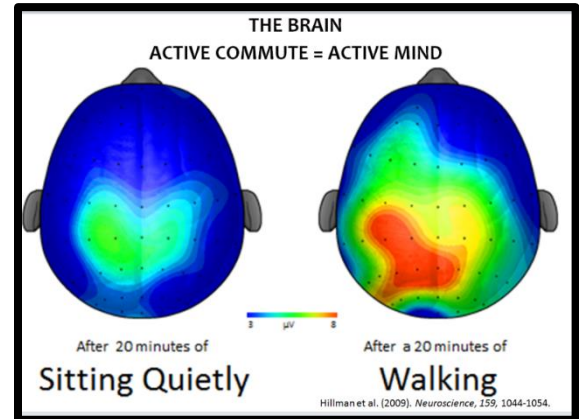 THE BRAIN
ACTIVE COMMUTE = ACTIVE MIND
3 μV 8
After 20 minutes of
Sitting Quietly
After a 20 minutes of
Walking
Hillman et al. (2009). Neuroscience, 159, 1044-1054.